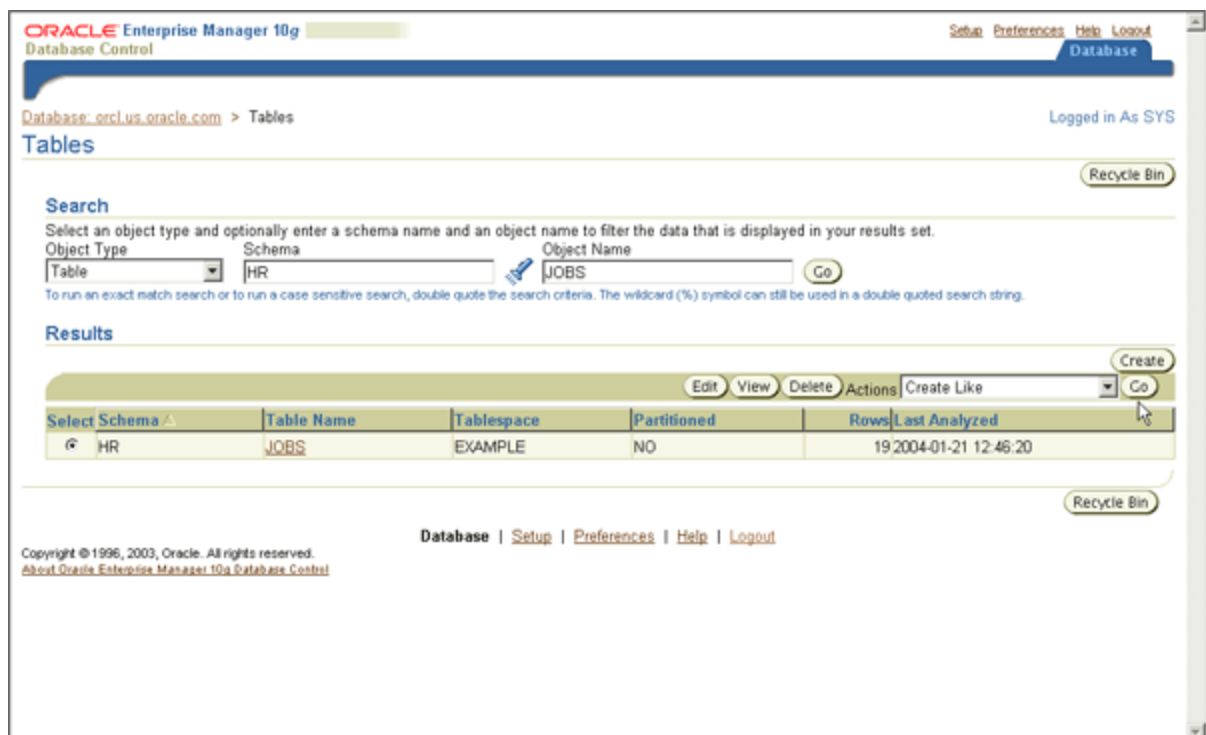 ORACLE Enterprise Manager 10g
Database Control
Setup Preferences Help Logout
Database
Database: orcl.us.oracle.com > Tables
Logged in As SYS
Tables
Recycle Bin
Search
Select an object type and optionally enter a schema name and an object name to filter the data that is displayed in your results set.
Object Type Schema Object Name
Table HR JOBS Go
To run an exact match search or to run a case sensitive search, double quote the search criteria. The wildcard (%) symbol can still be used in a double quoted search string.
Results
Create
Edit View Delete Actions Create Like Go
Select Schema Table Name Tablespace Partitioned Rows Last Analyzed
HR JOBS EXAMPLE NO 19 2004-01-21 12:46:20
Recycle Bin
Database | Setup | Preferences | Help | Logout
Copyright © 1996, 2003, Oracle. All rights reserved.
About Oracle Enterprise Manager 10g Database Control